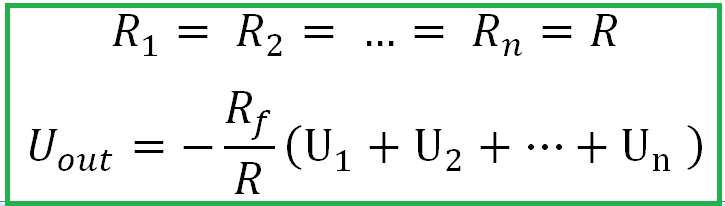 R₁ = R₂ = … = Rₙ = R
U_out = −R_f/R (U₁ + U₂ + ⋯ + Uₙ )